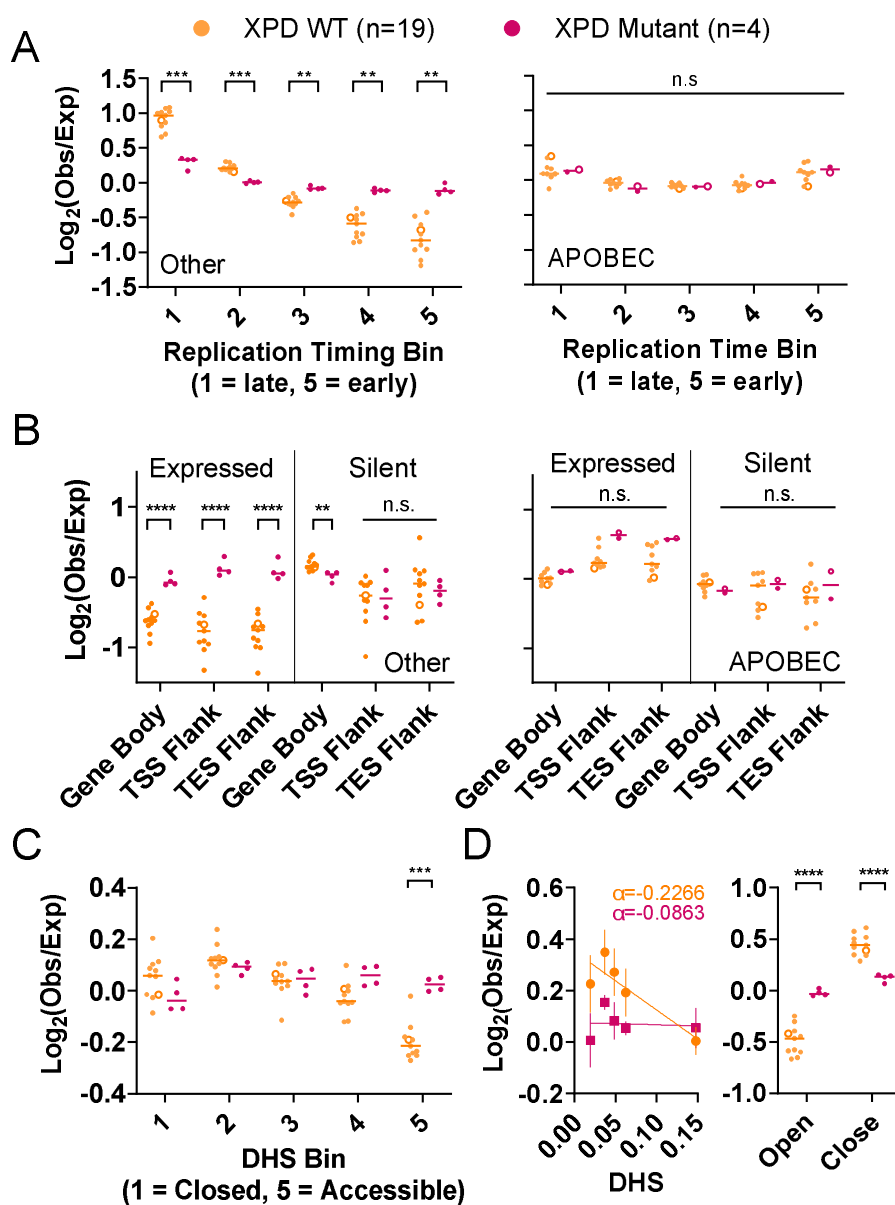 XPD WT (n=19) XPD Mutant (n=4)
A
Log2(Obs/Exp)
1.5
1.0
0.5
0.0
-0.5
-1.0
-1.5
*** *** ** ** **
Other
1 2 3 4 5
Replication Timing Bin
(1 = late, 5 = early)
n.s
APOBEC
1 2 3 4 5
Replication Time Bin
(1 = late, 5 = early)
B
Log2(Obs/Exp)
1
0
-1
Expressed Silent
**** **** **** ** n.s.
Other
Gene Body TSS Flank TES Flank Gene Body TSS Flank TES Flank
Expressed Silent
n.s. n.s.
APOBEC
Gene Body TSS Flank TES Flank Gene Body TSS Flank TES Flank
C
Log2(Obs/Exp)
0.4
0.2
0.0
-0.2
-0.4
***
1 2 3 4 5
DHS Bin
(1 = Closed, 5 = Accessible)
D
Log2(Obs/Exp)
0.6
0.4
0.2
0.0
-0.2
α=-0.2266
α=-0.0863
0.00 0.05 0.10 0.15
DHS
1.0
0.5
0.0
-0.5
-1.0
**** ****
Open Close